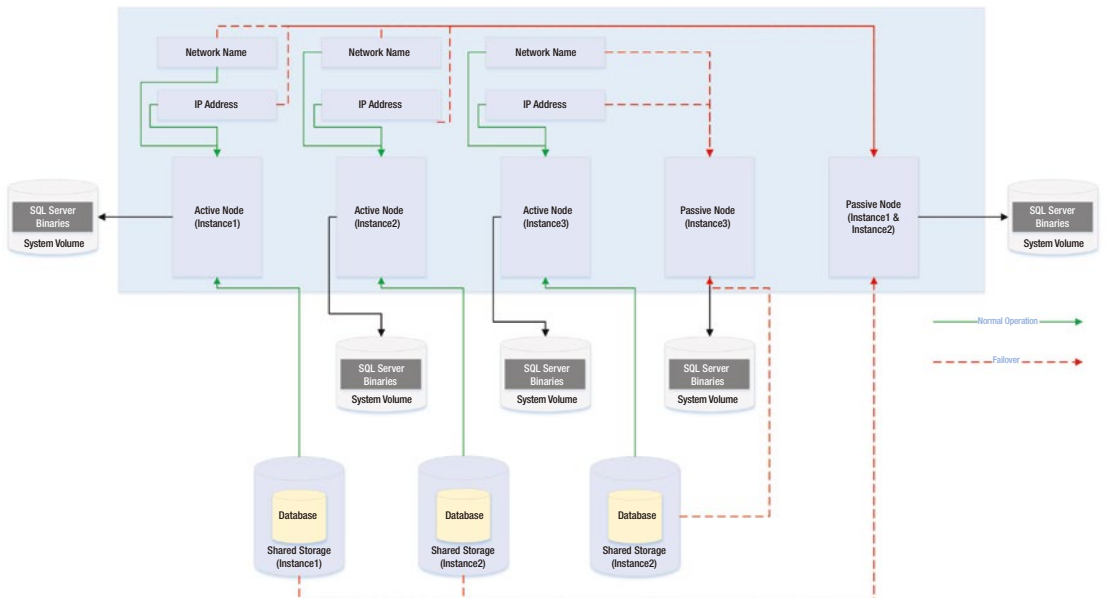 Network Name
Network Name
Network Name
IP Address
IP Address
IP Address
Active Node
(Instance1)
Active Node
(Instance2)
Active Node
(Instance3)
Passive Node
(Instance3)
Passive Node
(Instance1 &
Instance2)
SQL Server
Binaries
System Volume
SQL Server
Binaries
System Volume
Normal Operation
Failover
SQL Server
Binaries
System Volume
SQL Server
Binaries
System Volume
SQL Server
Binaries
System Volume
Database
Shared Storage
(Instance1)
Database
Shared Storage
(Instance2)
Database
Shared Storage
(Instance2)